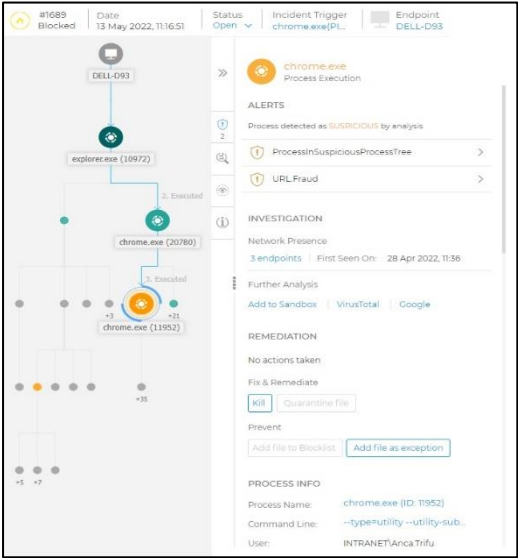 #1689
Blocked
Date
13 May 2022, 11:16:51
Status
Open
Incident Trigger
chrome.exe(PI...
Endpoint
DELL-D93
DELL-D93
explorer.exe (10972)
2. Executed
chrome.exe (20780)
3. Executed
+3
+21
chrome.exe (11952)
+35
+5
+7
2
chrome.exe
Process Execution
ALERTS
Process detected as SUSPICIOUS by analysis
ProcessInSuspiciousProcessTree
URL.Fraud
INVESTIGATION
Network Presence
3 endpoints
First Seen On: 28 Apr 2022, 11:36
Further Analysis
Add to Sandbox
VirusTotal
Google
REMEDIATION
No actions taken
Fix & Remediate
Kill
Quarantine file
Prevent
Add file to Blocklist
Add file as exception
PROCESS INFO
Process Name: chrome.exe (ID: 11952)
Command Line: --type=utility --utility-sub...
User: INTRANET\Anca.Trifu